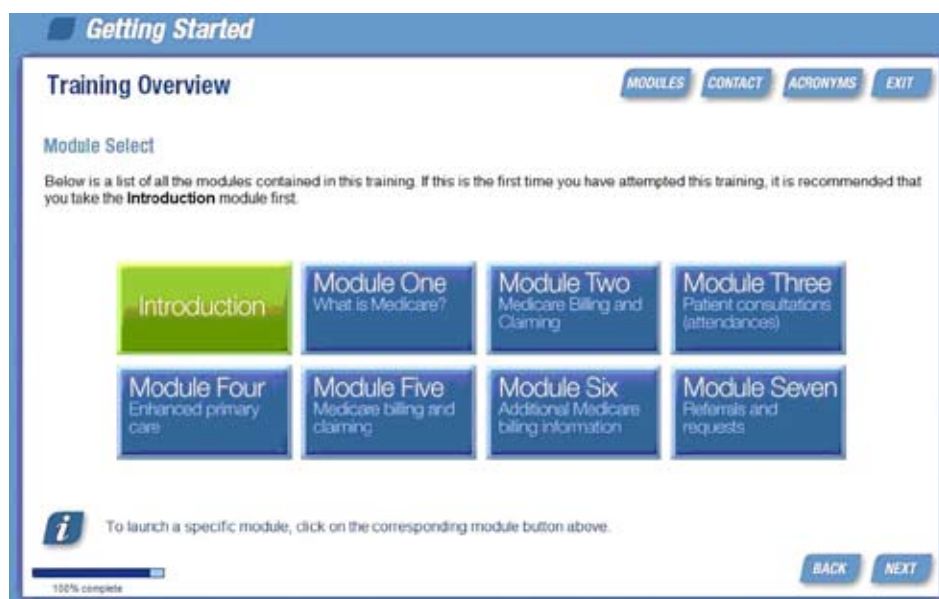 Getting Started
Training Overview
MODULES
CONTACT
ACRONYMS
EXIT
Module Select
Below is a list of all the modules contained in this training. If this is the first time you have attempted this training, it is recommended that
you take the Introduction module first.
Introduction
Module One
What is Medicare?
Module Two
Medicare Billing and
Claiming
Module Three
Patient consultations
(attendances)
Module Four
Enhanced primary
care
Module Five
Medicare billing and
claiming
Module Six
Additional Medicare
billing information
Module Seven
Referrals and
requests
i
To launch a specific module, click on the corresponding module button above.
100% complete
BACK
NEXT